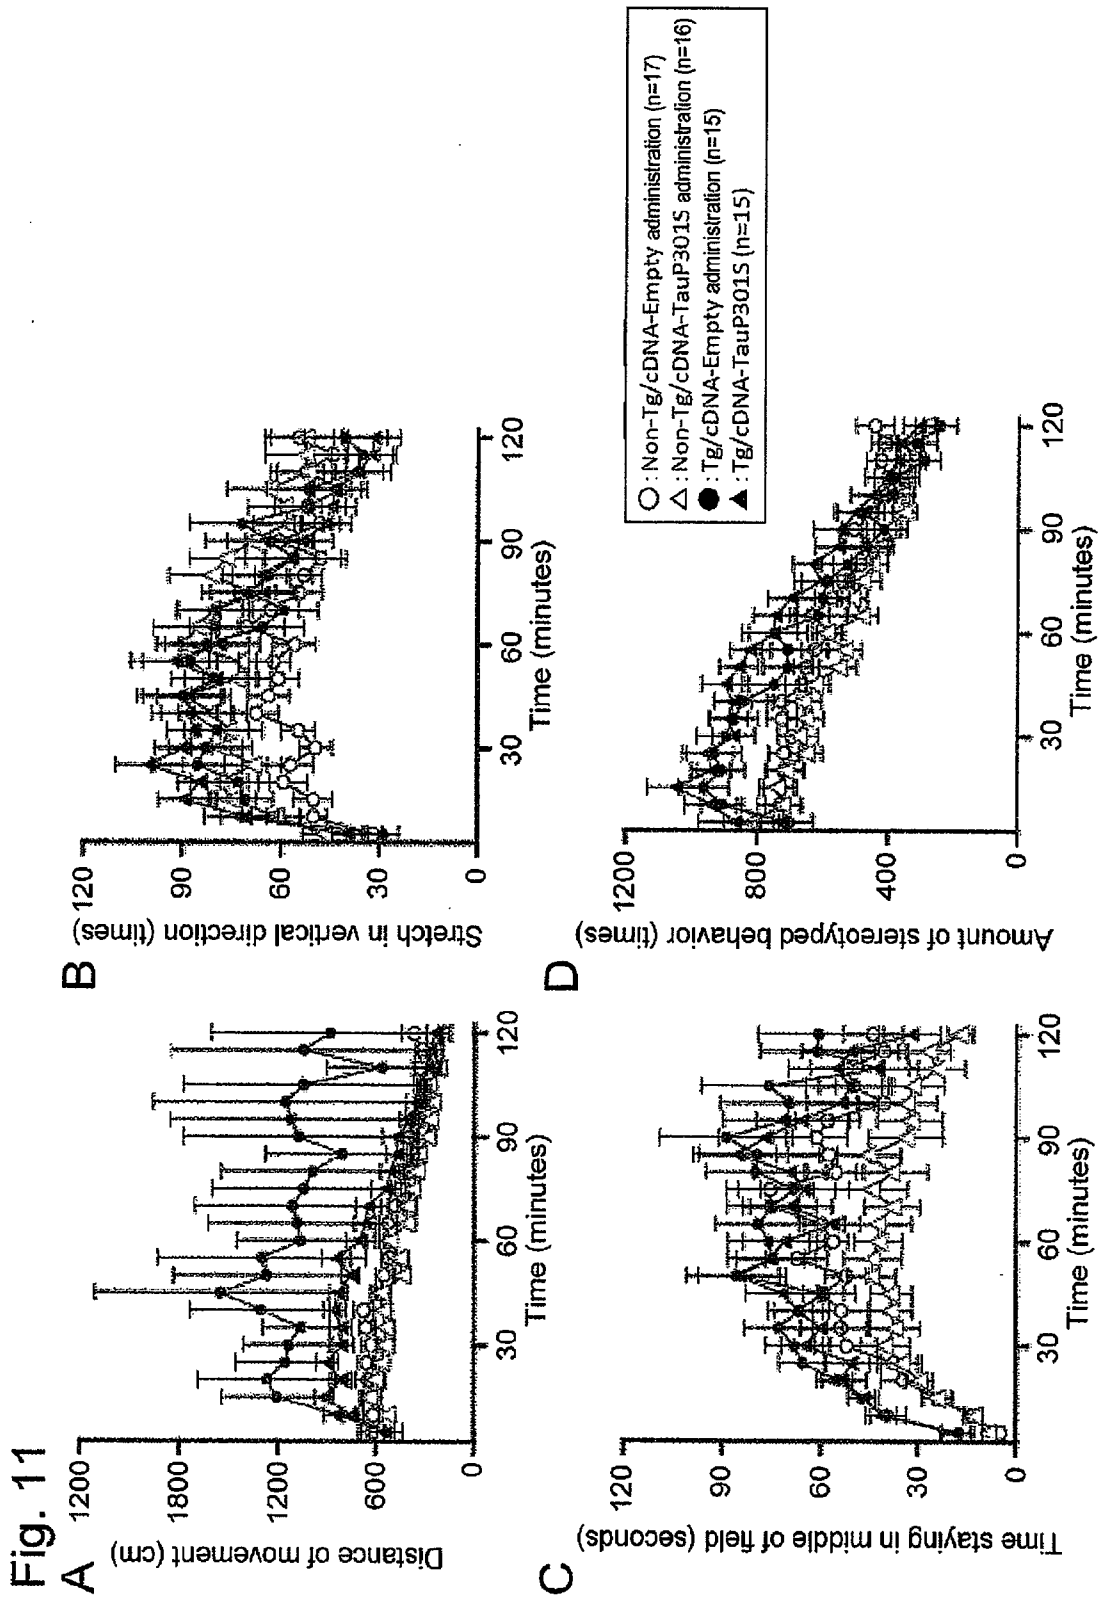 Fig. 11
A
Distance of movement (cm)
2400
1800
1200
600
0
30
60
90
120
Time (minutes)
B
Stretch in vertical direction (times)
120
90
60
30
0
30
60
90
120
Time (minutes)
C
Time staying in middle of field (seconds)
120
90
60
30
0
30
60
90
120
Time (minutes)
D
Amount of stereotyped behavior (times)
1200
800
400
0
30
60
90
120
Time (minutes)
○ : Non-Tg/cDNA-Empty administration (n=17)
△ : Non-Tg/cDNA-TauP301S administration (n=16)
● : Tg/cDNA-Empty administration (n=15)
▲ : Tg/cDNA-TauP301S (n=15)